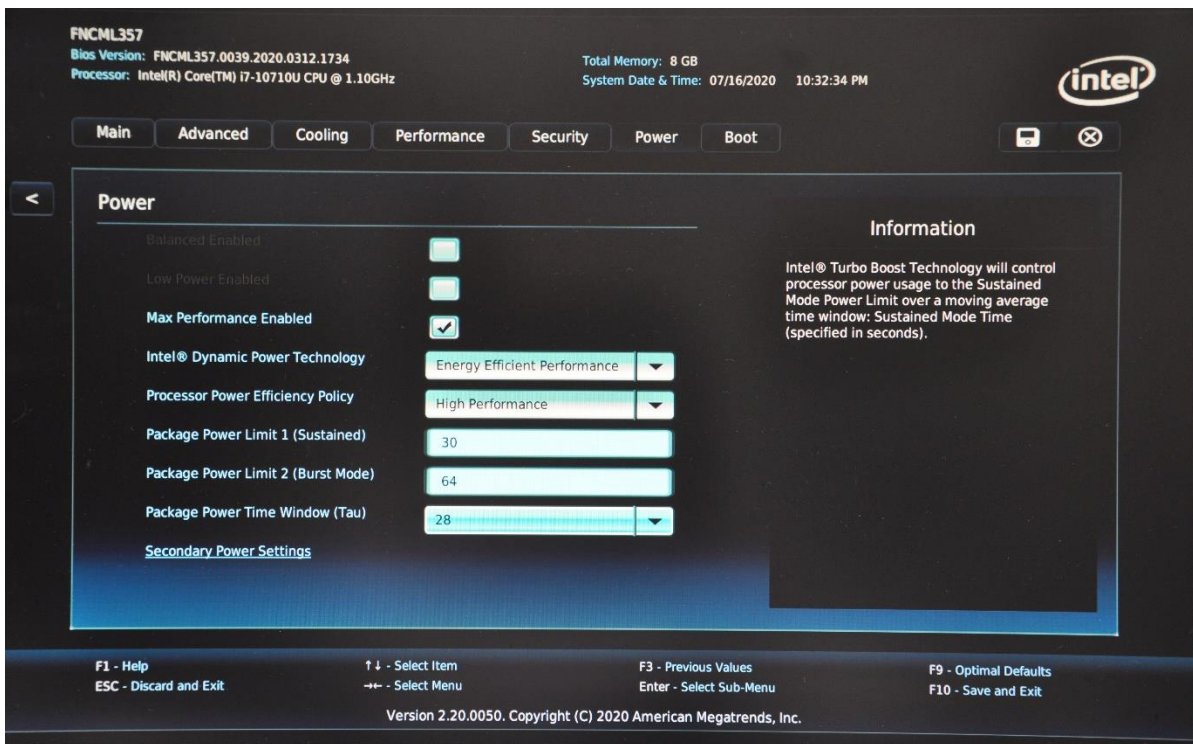 FNCML357
Bios Version: FNCML357.0039.2020.0312.1734
Processor: Intel(R) Core(TM) i7-10710U CPU @ 1.10GHz
Total Memory: 8 GB
System Date & Time: 07/16/2020 10:32:34 PM
intel
Main Advanced Cooling Performance Security Power Boot
<
Power
Balanced Enabled
Low Power Enabled
Max Performance Enabled
Intel® Dynamic Power Technology Energy Efficient Performance
Processor Power Efficiency Policy High Performance
Package Power Limit 1 (Sustained) 30
Package Power Limit 2 (Burst Mode) 64
Package Power Time Window (Tau) 28
Secondary Power Settings
Information
Intel® Turbo Boost Technology will control
processor power usage to the Sustained
Mode Power Limit over a moving average
time window: Sustained Mode Time
(specified in seconds).
F1 - Help ↑↓ - Select Item F3 - Previous Values F9 - Optimal Defaults
ESC - Discard and Exit →← - Select Menu Enter - Select Sub-Menu F10 - Save and Exit
Version 2.20.0050. Copyright (C) 2020 American Megatrends, Inc.